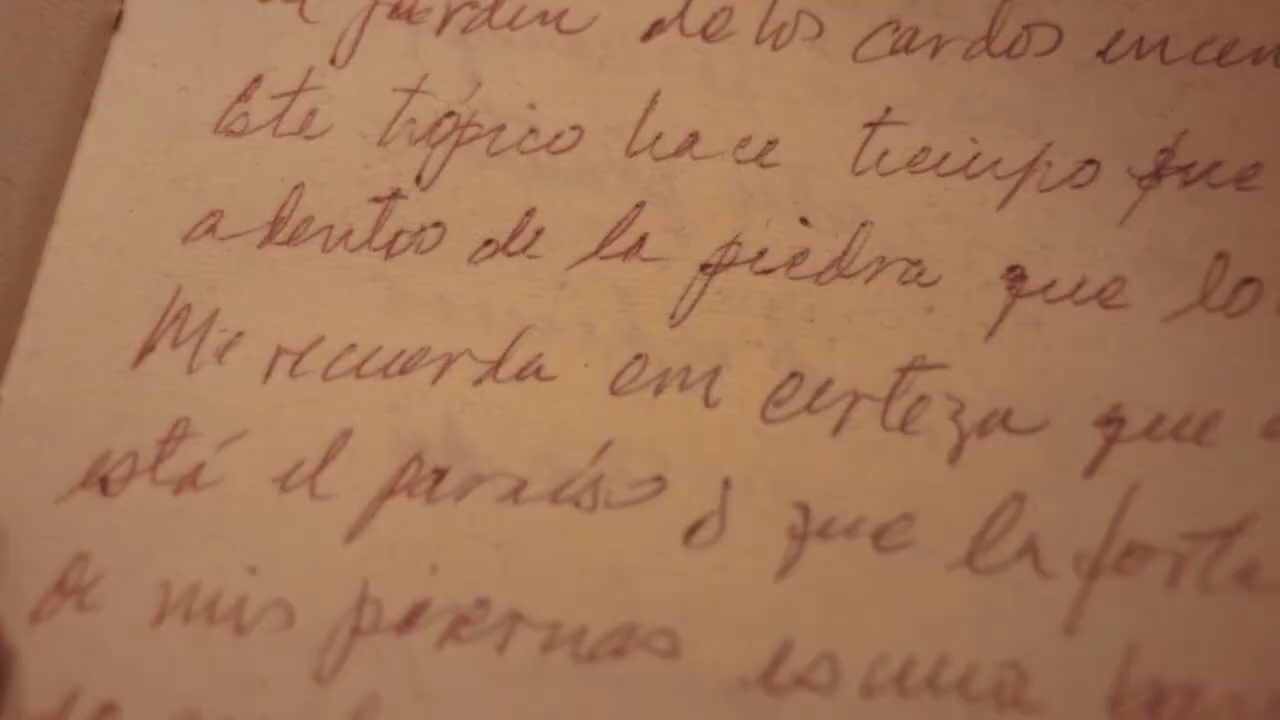 jardín de los cardos encen
Este trópico hace tiempo que
adentro de la piedra que lo
Me recuerda con certeza que
está el paraíso y que la forta
de mis piernas es una